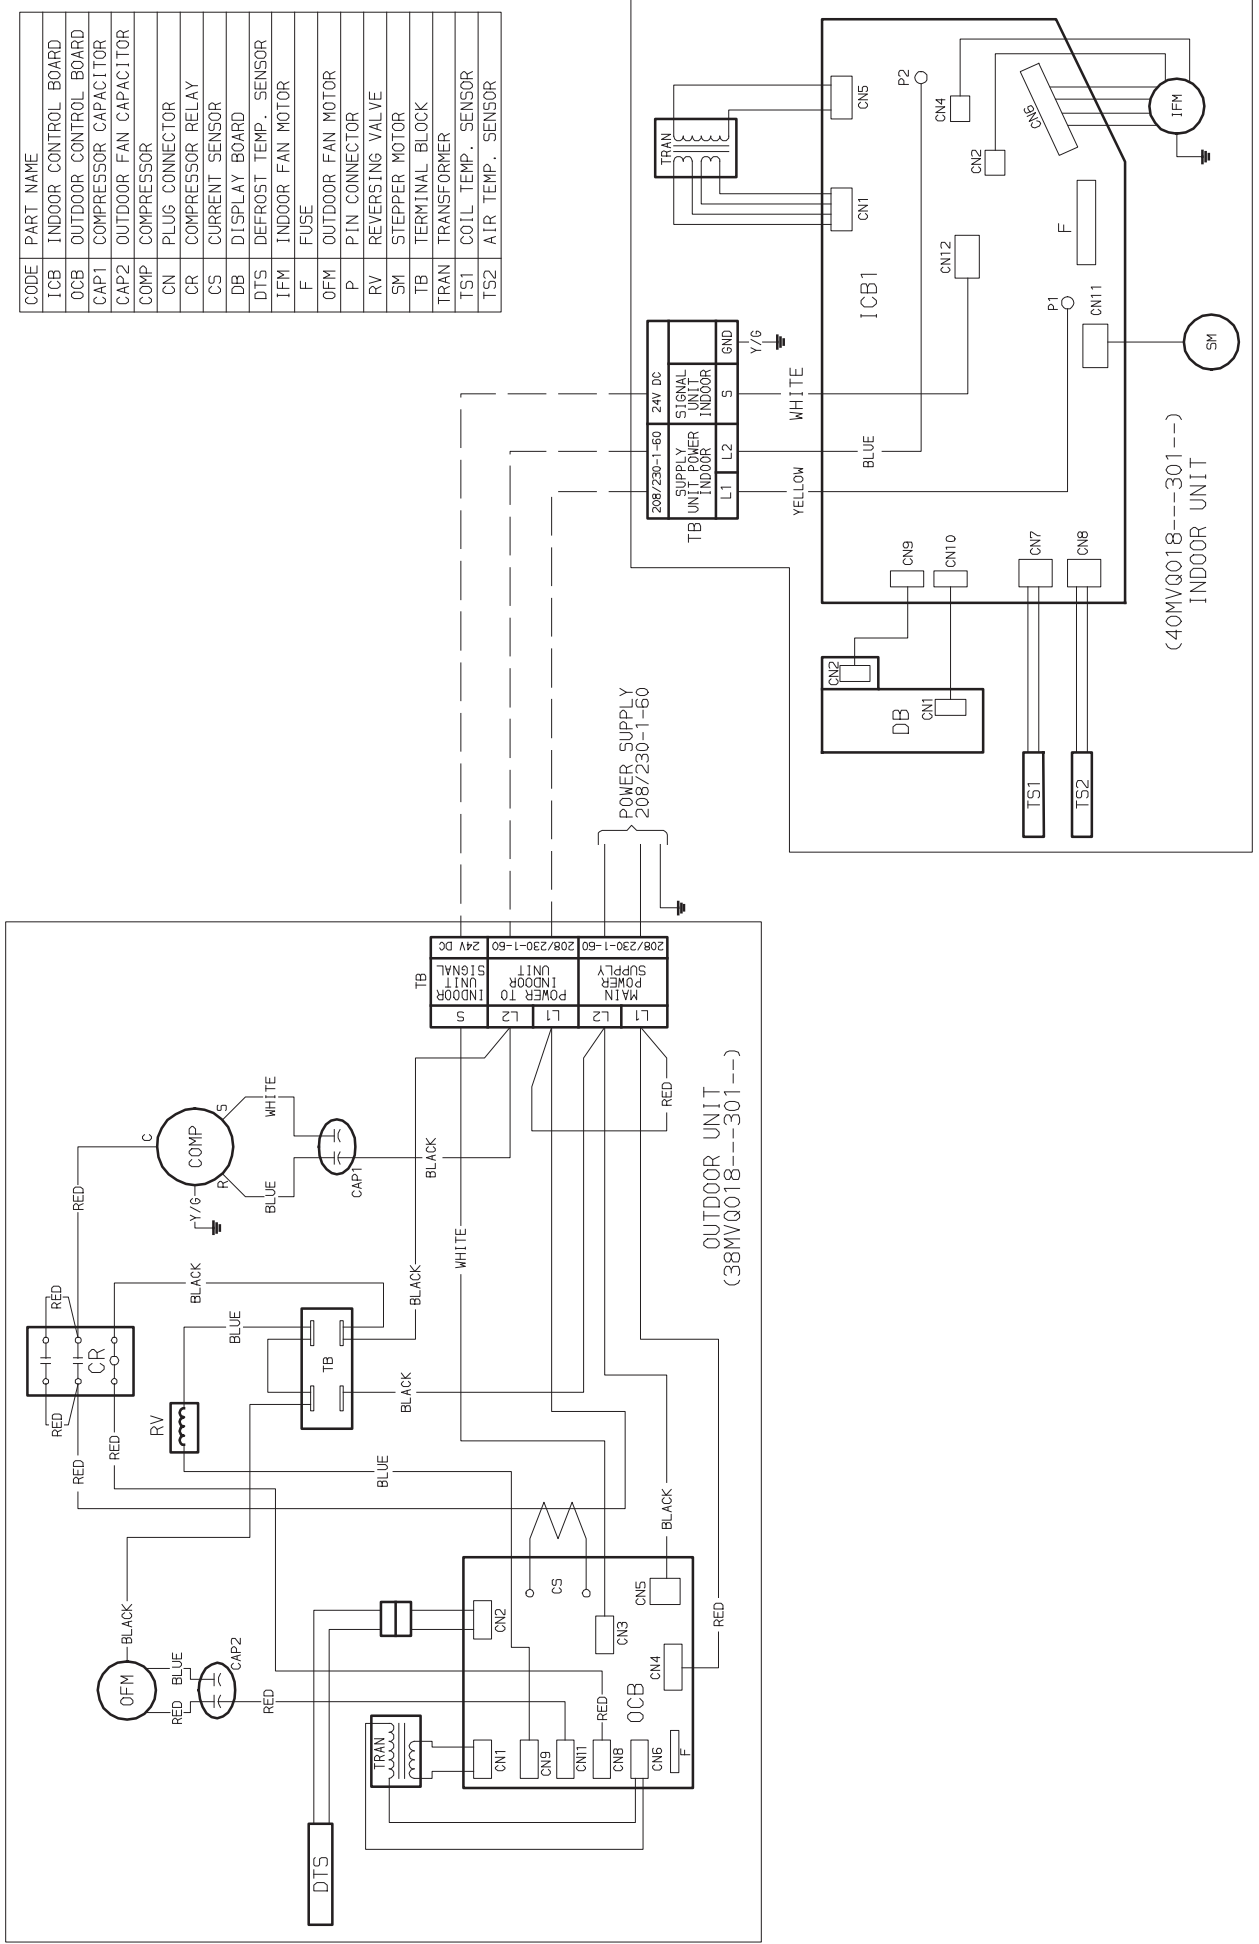 CODE PART NAME
ICB INDOOR CONTROL BOARD
OCB OUTDOOR CONTROL BOARD
CAP1 COMPRESSOR CAPACITOR
CAP2 OUTDOOR FAN CAPACITOR
COMP COMPRESSOR
CN PLUG CONNECTOR
CR COMPRESSOR RELAY
CS CURRENT SENSOR
DB DISPLAY BOARD
DTS DEFROST TEMP. SENSOR
IFM INDOOR FAN MOTOR
F FUSE
OFM OUTDOOR FAN MOTOR
P PIN CONNECTOR
RV REVERSING VALVE
SM STEPPER MOTOR
TB TERMINAL BLOCK
TRAN TRANSFORMER
TS1 COIL TEMP. SENSOR
TS2 AIR TEMP. SENSOR
DTS
OFM
BLACK
BLUE
RED
CAP2
RED
TRAN
CN1
CN2
CN9
CN11
CN8
RED
CN6
F
OCB
CN3
CN4
CN5
CS
RED
BLACK
RED
RED
RED
CR
RED
RED
RV
BLUE
BLACK
BLUE
TB
BLACK
BLACK
WHITE
COMP
C
S
R
Y/G
WHITE
BLUE
CAP1
BLACK
RED
TB
S
INDOOR
UNIT
SIGNAL
24V DC
L2
L1
POWER TO
INDOOR
UNIT
208/230-1-60
L2
L1
MAIN
POWER
SUPPLY
208/230-1-60
OUTDOOR UNIT
(38MVQ018---301--)
POWER SUPPLY
208/230-1-60
TB
208/230-1-60
24V DC
SUPPLY
UNIT POWER
INDOOR
SIGNAL
UNIT
INDOOR
L1
L2
S
GND
Y/G
YELLOW
BLUE
WHITE
TRAN
CN5
CN1
ICB1
P2
CN4
CN2
CN6
IFM
CN12
F
P1
CN11
SM
CN9
CN10
CN7
CN8
CN2
CN1
DB
TS1
TS2
(40MVQ018---301--)
INDOOR UNIT